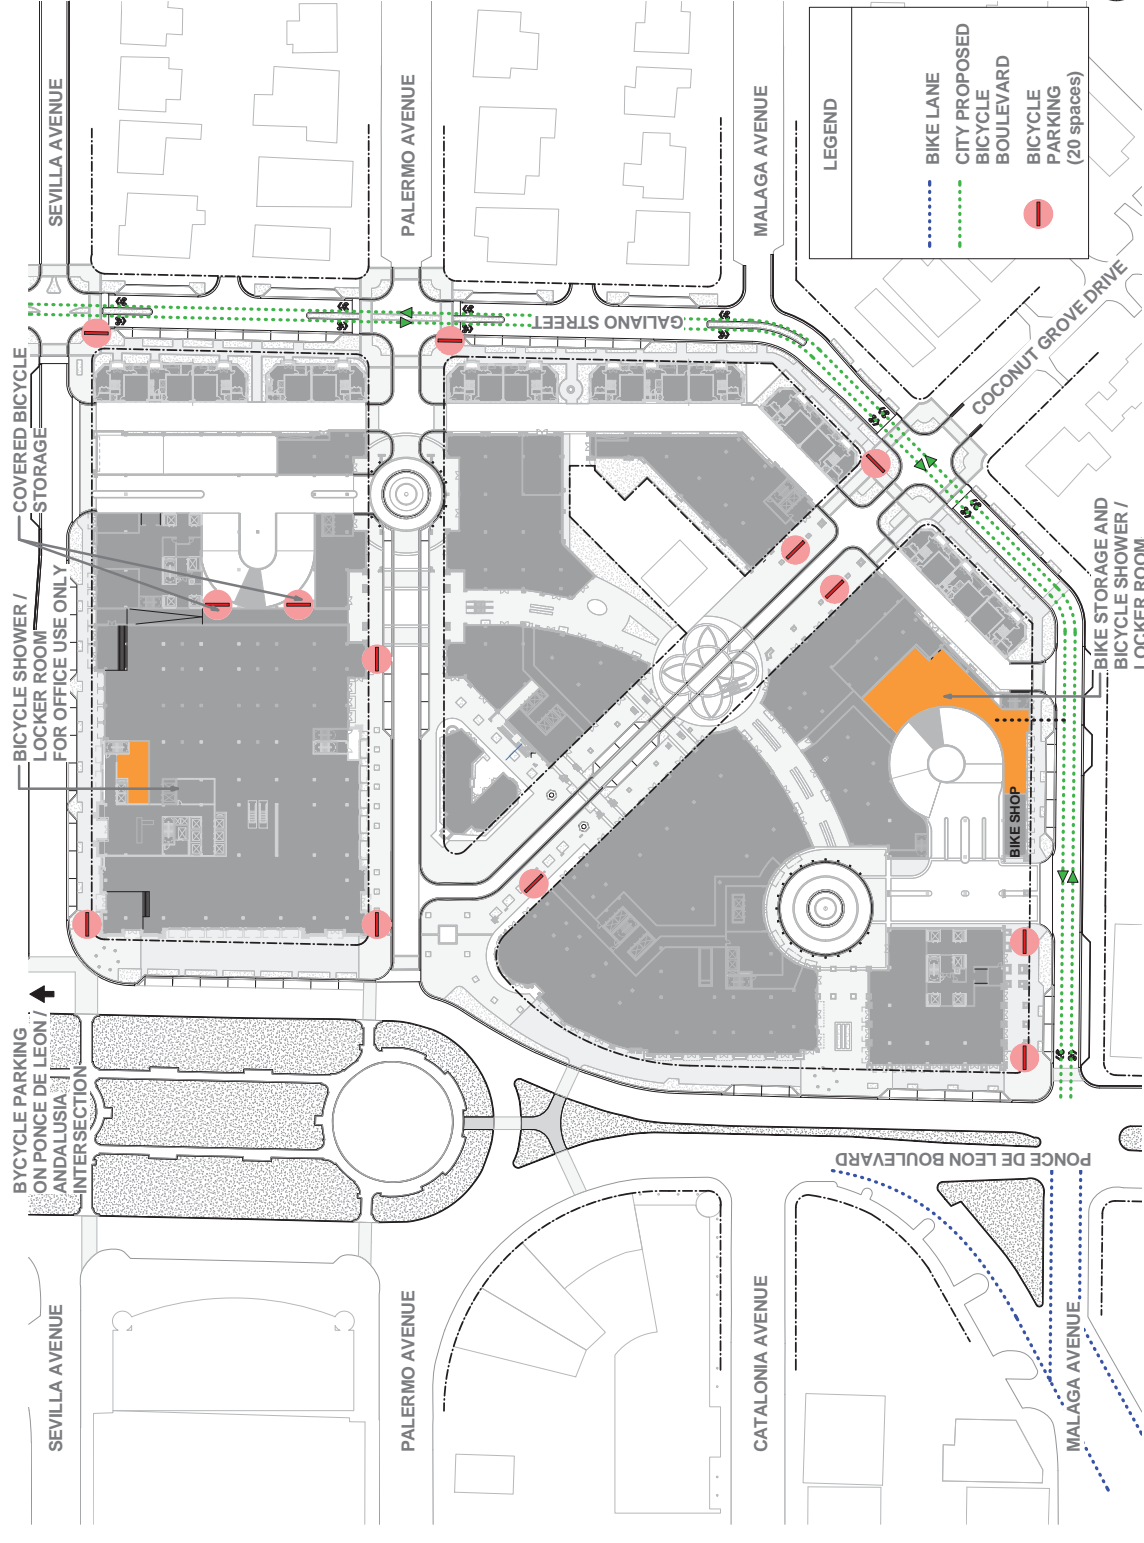 BYCYCLE PARKING
ON PONCE DE LEON /
ANDALUSIA
INTERSECTION
BICYCLE SHOWER /
LOCKER ROOM
FOR OFFICE USE ONLY
COVERED BICYCLE
STORAGE
SEVILLA AVENUE
SEVILLA AVENUE
PALERMO AVENUE
PALERMO AVENUE
CATALONIA AVENUE
MALAGA AVENUE
MALAGA AVENUE
GALIANO STREET
COCONUT GROVE DRIVE
PONCE DE LEON BOULEVARD
BIKE SHOP
BIKE STORAGE AND
BICYCLE SHOWER /
LOCKER ROOM
LEGEND
BIKE LANE
CITY PROPOSED
BICYCLE
BOULEVARD
BICYCLE
PARKING
(20 spaces)